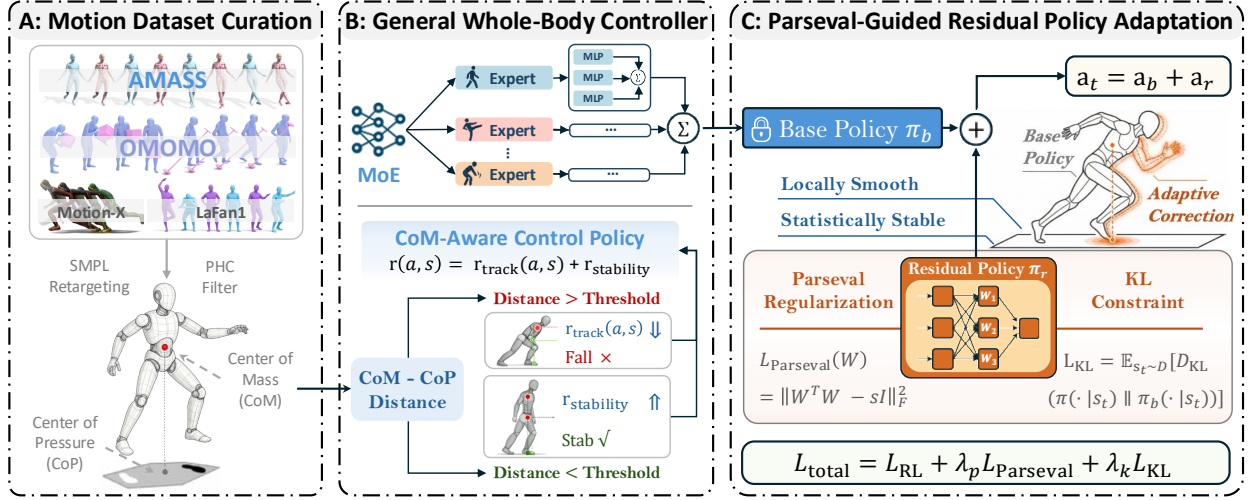 A: Motion Dataset Curation
AMASS
OMOMO
Motion-X
LaFan1
SMPL
Retargeting
PHC
Filter
Center of
Mass
(CoM)
Center of
Pressure
(CoP)
B: General Whole-Body Controller
MoE
Expert
Expert
⋮
Expert
MLP
MLP
MLP
Σ
...
...
Σ
CoM-Aware Control Policy
r(a, s) = r_track(a, s) + r_stability
CoM – CoP
Distance
Distance > Threshold
r_track(a, s) ⇓
Fall ×
r_stability ⇑
Stab √
Distance < Threshold
C: Parseval-Guided Residual Policy Adaptation
a_t = a_b + a_r
Base Policy π_b
+
Base
Policy
Adaptive
Correction
Locally Smooth
Statistically Stable
Parseval
Regularization
Residual Policy π_r
W_1
W_2
W_3
KL
Constraint
L_Parseval(W)
= ‖W^T W − sI‖_F^2
L_KL = 𝔼_{s_t~D}[D_KL
(π(· |s_t) ‖ π_b(· |s_t))]
L_total = L_RL + λ_p L_Parseval + λ_k L_KL